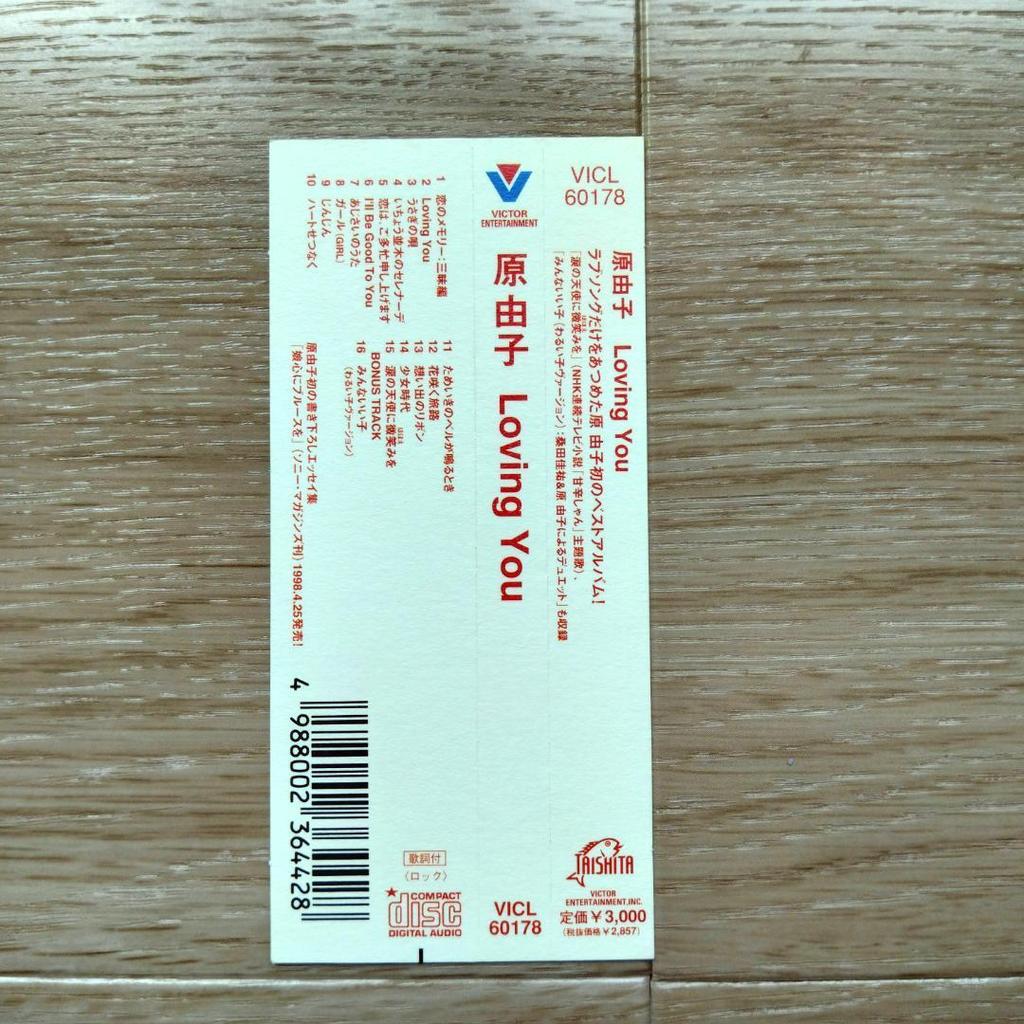 VICL
60178
原由子 Loving You
ラブソングだけをあつめた原 由子初のベストアルバム!
「涙の天使に微笑みを」(NHK連続テレビ小説「甘辛しゃん」主題歌)、
ほほえ
「みんないい子(わるい子ヴァージョン):桑田佳祐&原 由子によるデュエット」も収録
TAISHITA
VICTOR
ENTERTAINMENT, INC.
定価¥3,000
(税抜価格¥2,857)
VICTOR
ENTERTAINMENT
原由子 Loving You
VICL
60178
1 恋のメモリー:三昧編
2 Loving You
3 うさぎの唄
4 いちょう並木のセレナーデ
5 恋は、ご多忙申し上げます
6 I'll Be Good To You
7 あじさいのうた
8 ガール(GIRL)
9 じんじん
10 ハートせつなく
11 ためいきのベルが鳴るとき
12 花咲く旅路
13 想い出のリボン
14 少女時代
15 涙の天使に微笑みを
ほほえ
BONUS TRACK
16 みんないい子
(わるい子ヴァージョン)
原由子初の書き下ろしエッセイ集
「娘心にブルースを」(ソニー・マガジンズ刊)1998.4.25発売!
4 988002 364428
歌詞付
〈ロック〉
COMPACT
disc
DIGITAL AUDIO